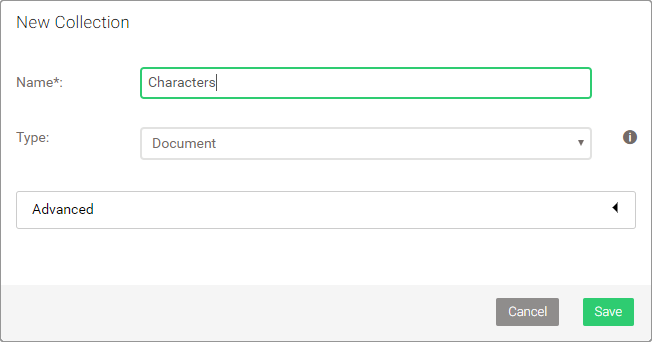 New Collection
Name*: Characters
Type: Document
Advanced
Cancel Save